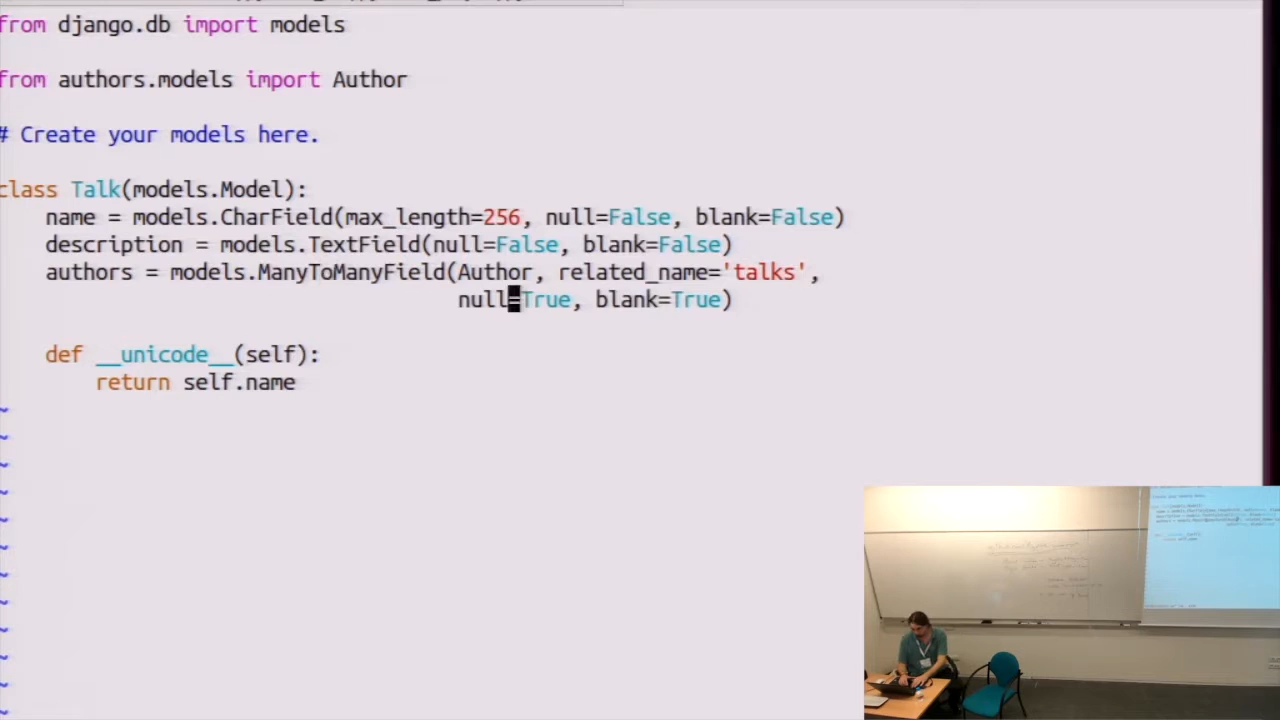 from django.db import models
from authors.models import Author
# Create your models here.
class Talk(models.Model):
name = models.CharField(max_length=256, null=False, blank=False)
description = models.TextField(null=False, blank=False)
authors = models.ManyToManyField(Author, related_name='talks',
null=True, blank=True)
def __unicode__(self):
return self.name
~
~
~
~
~
~
~
~
~
~
~
~